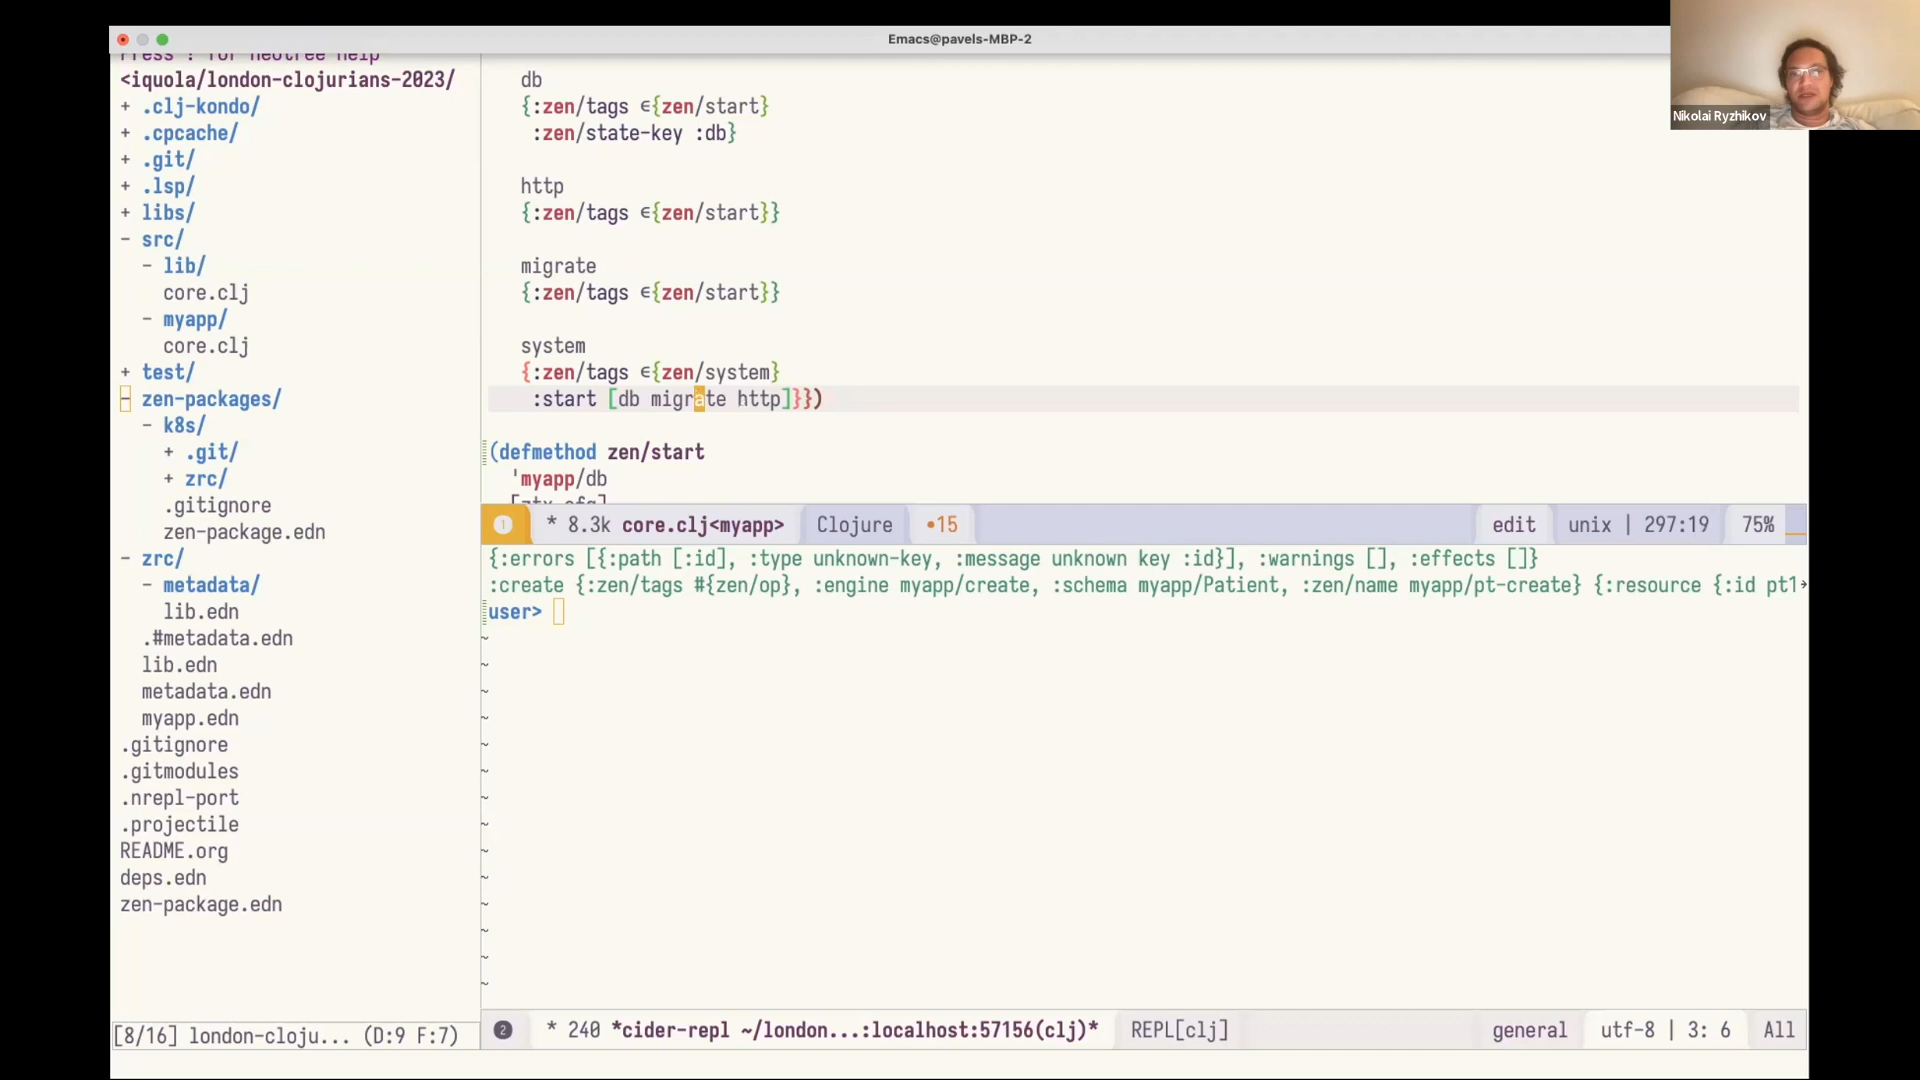 Emacs@pavels-MBP-2
Nikolai Ryzhikov
Press ? for neotree help
<iquola/london-clojurians-2023/
+ .clj-kondo/
+ .cpcache/
+ .git/
+ .lsp/
+ libs/
- src/
- lib/
core.clj
- myapp/
core.clj
+ test/
- zen-packages/
- k8s/
+ .git/
+ zrc/
.gitignore
zen-package.edn
- zrc/
- metadata/
lib.edn
.#metadata.edn
lib.edn
metadata.edn
myapp.edn
.gitignore
.gitmodules
.nrepl-port
.projectile
README.org
deps.edn
zen-package.edn
[8/16] london-cloju... (D:9 F:7)
db
{:zen/tags ∈{zen/start}
:zen/state-key :db}
http
{:zen/tags ∈{zen/start}}
migrate
{:zen/tags ∈{zen/start}}
system
{:zen/tags ∈{zen/system}
:start [db migrate http]}})
(defmethod zen/start
'myapp/db
[ztx cfg]
1 * 8.3k core.clj<myapp> Clojure •15 edit unix | 297:19 75%
{:errors [{:path [:id], :type unknown-key, :message unknown key :id}], :warnings [], :effects []}
:create {:zen/tags #{zen/op}, :engine myapp/create, :schema myapp/Patient, :zen/name myapp/pt-create} {:resource {:id pt1
user>
~
~
~
~
~
~
~
~
~
~
~
~
~
~
2 * 240 *cider-repl ~/london...:localhost:57156(clj)* REPL[clj] general utf-8 | 3: 6 All